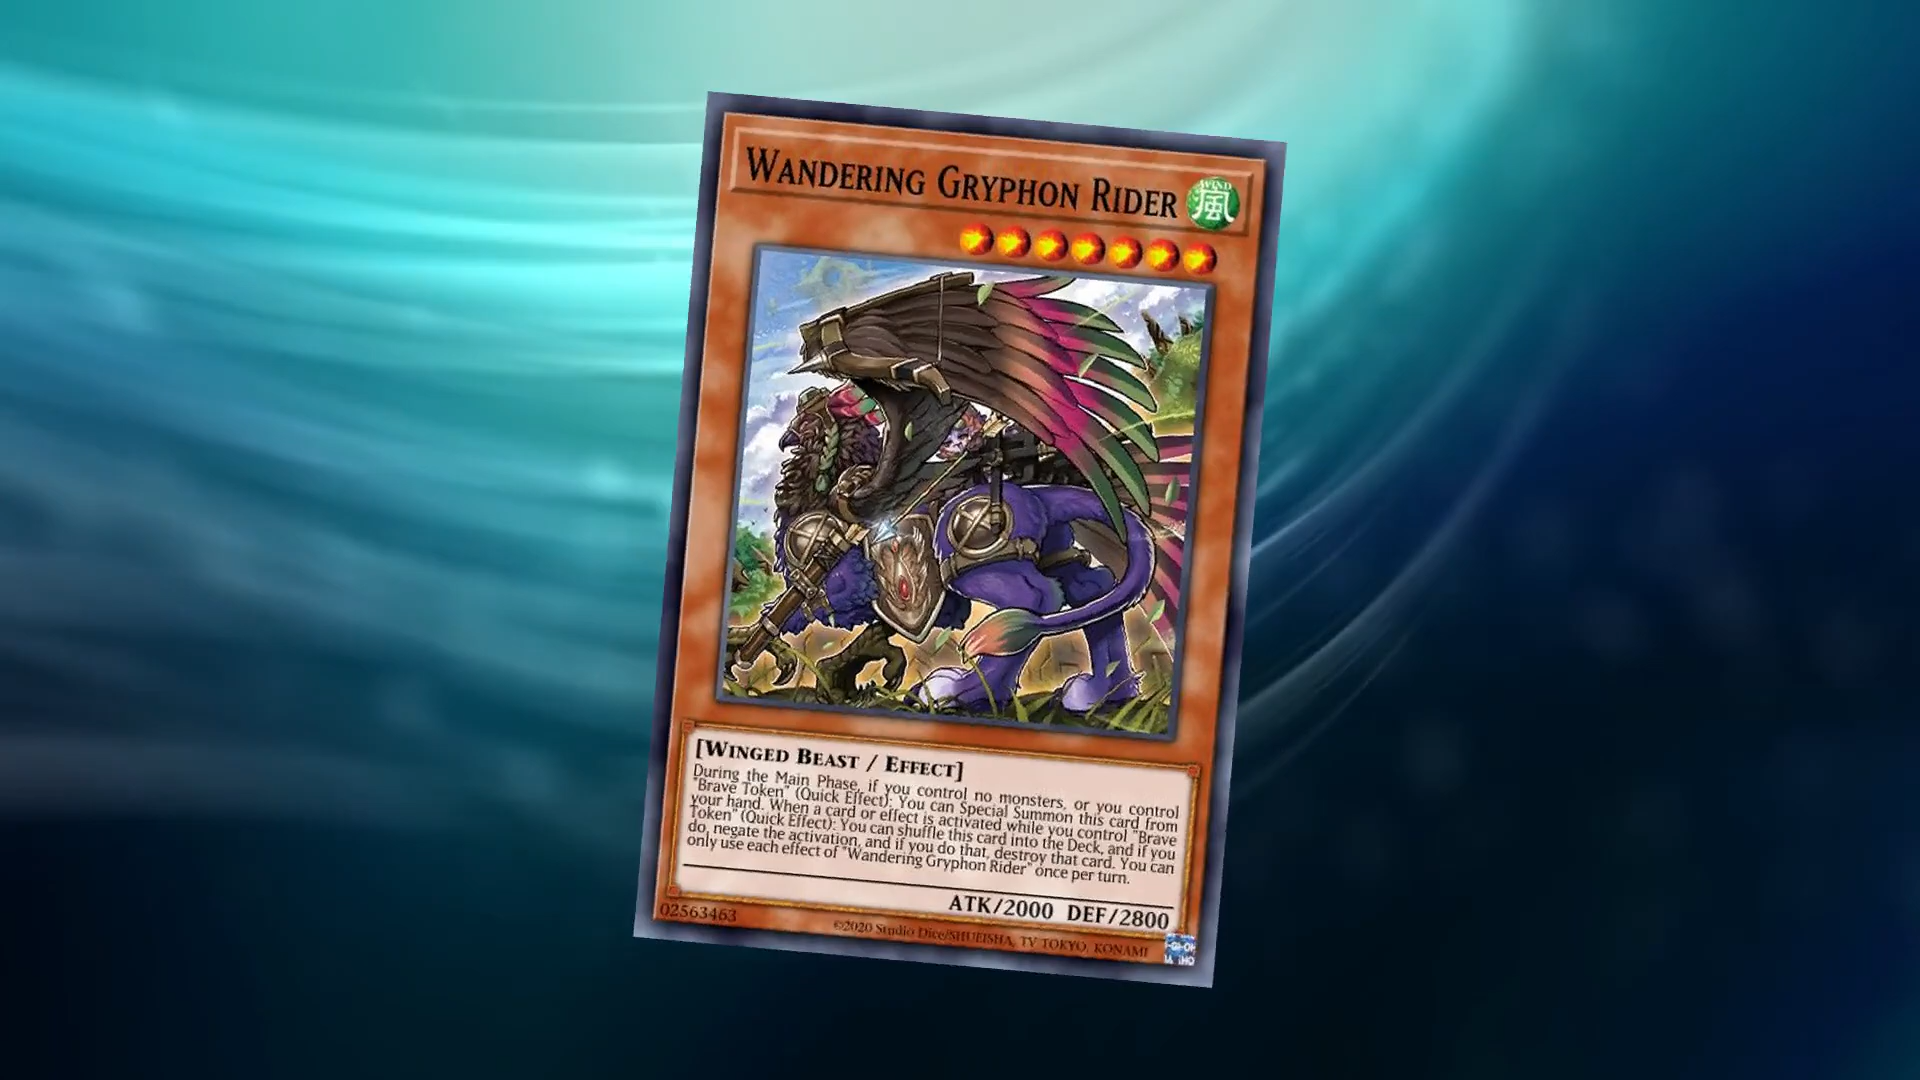 WANDERING GRYPHON RIDER
WIND
風
[WINGED BEAST / EFFECT]
During the Main Phase, if you control no monsters, or you control
"Brave Token" (Quick Effect): You can Special Summon this card from
your hand. When a card or effect is activated while you control "Brave
Token" (Quick Effect): You can shuffle this card into the Deck, and if you
do, negate the activation, and if you do that, destroy that card. You can
only use each effect of "Wandering Gryphon Rider" once per turn.
ATK/2000 DEF/2800
02563463
©2020 Studio Dice/SHUEISHA, TV TOKYO, KONAMI